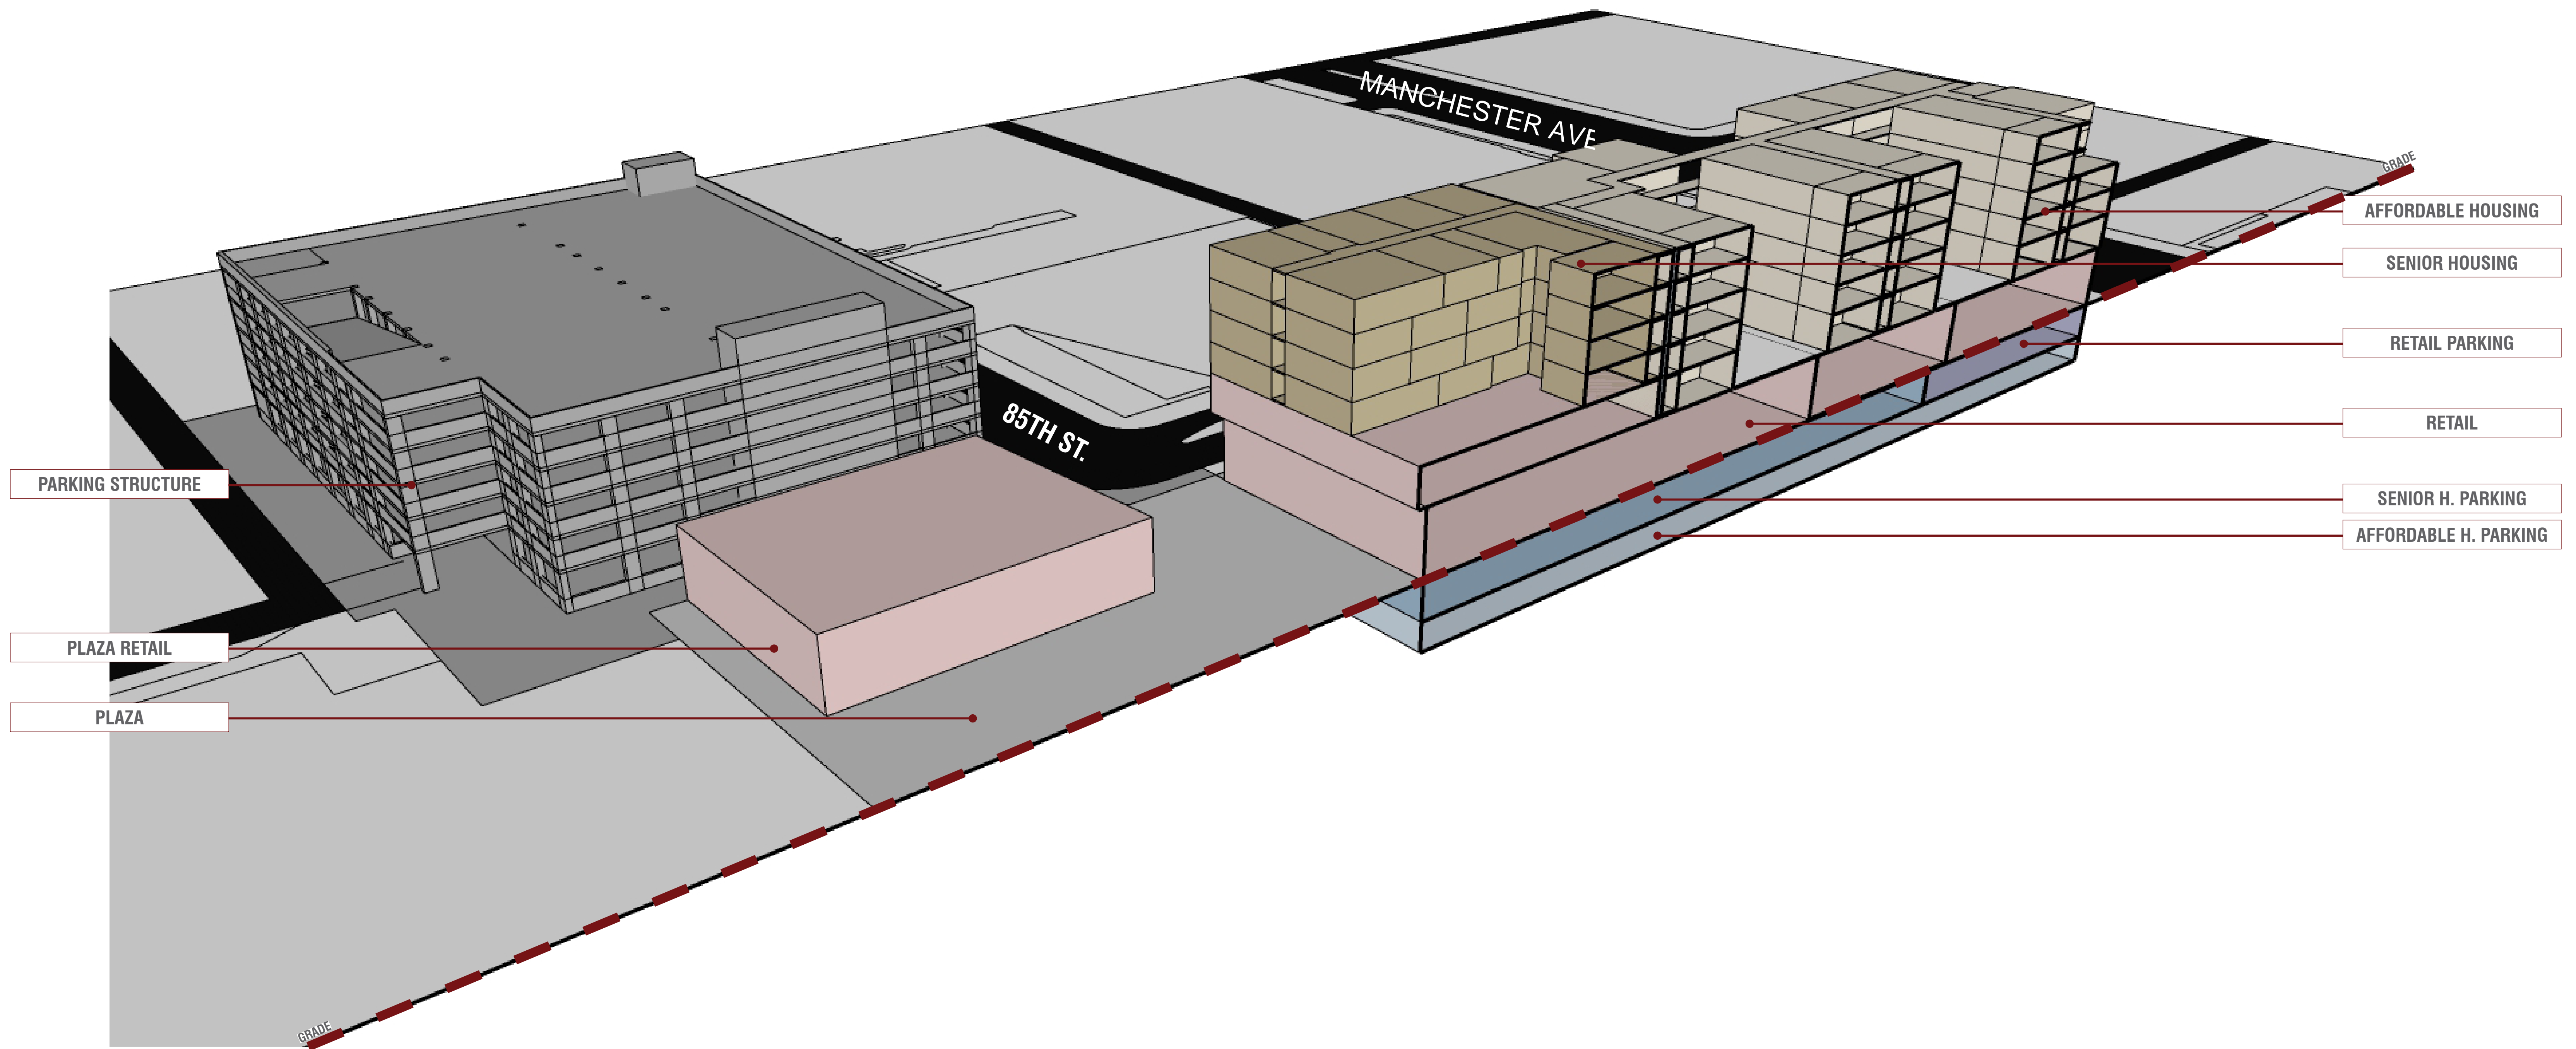 MANCHESTER AVE
GRADE
AFFORDABLE HOUSING
SENIOR HOUSING
RETAIL PARKING
RETAIL
85TH ST.
PARKING STRUCTURE
SENIOR H. PARKING
AFFORDABLE H. PARKING
PLAZA RETAIL
PLAZA
GRADE